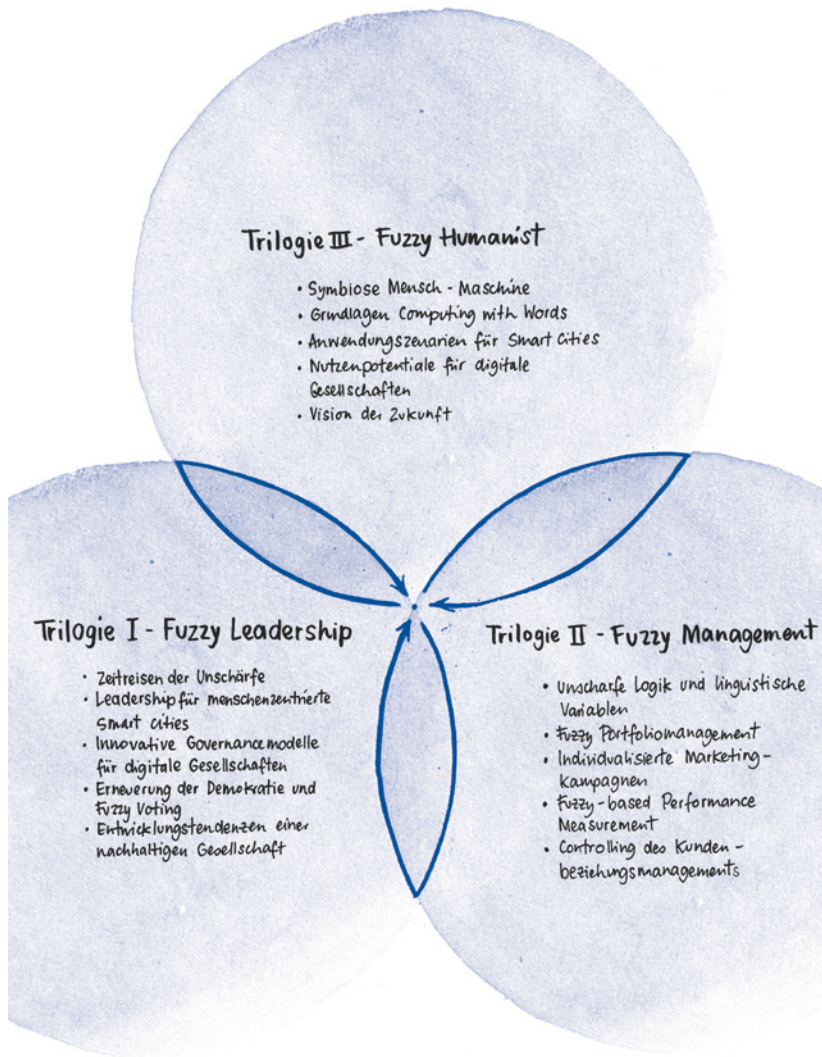 Trilogie III - Fuzzy Humanist
• Symbiose Mensch - Maschine
• Grundlagen Computing with Words
• Anwendungszenarien für Smart Cities
• Nutzenpotentiale für digitale
Gesellschaften
• Vision der Zukunft
Trilogie I - Fuzzy Leadership
• Zeitreisen der Unschärfe
• Leadership für menschenzentrierte
Smart Cities
• Innovative Governancemodelle
für digitale Gesellschaften
• Erneuerung der Demokratie und
Fuzzy Voting
• Entwicklungstendenzen einer
nachhaltigen Gesellschaft
Trilogie II - Fuzzy Management
• Unscharfe Logik und linguistische
Variablen
• Fuzzy Portfoliomanagement
• Individualisierte Marketing-
kampagnen
• Fuzzy-based Performance
Measurement
• Controlling des Kunden-
beziehungsmanagements